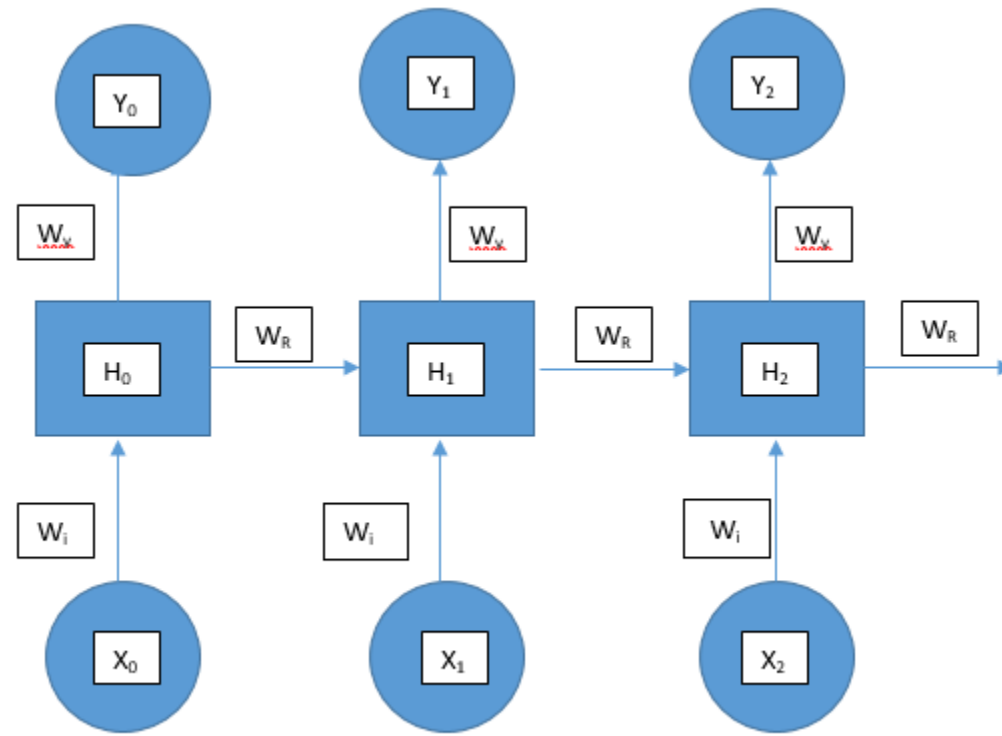 Y₀ Y₁ Y₂
Wᵧ Wᵧ Wᵧ
W_R W_R W_R
H₀ H₁ H₂
Wᵢ Wᵢ Wᵢ
X₀ X₁ X₂